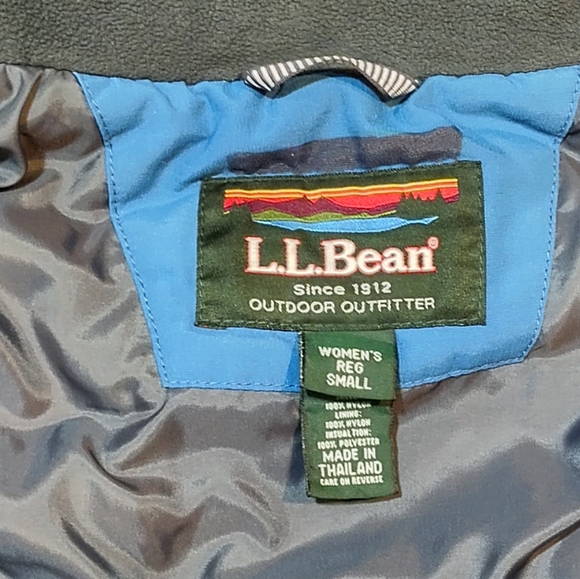 L.L.Bean®
Since 1912
OUTDOOR OUTFITTER
WOMEN'S
REG
SMALL
100% NYLON
LINING:
100% NYLON
INSUALTION:
100% POLYESTER
MADE IN
THAILAND
CARE ON REVERSE